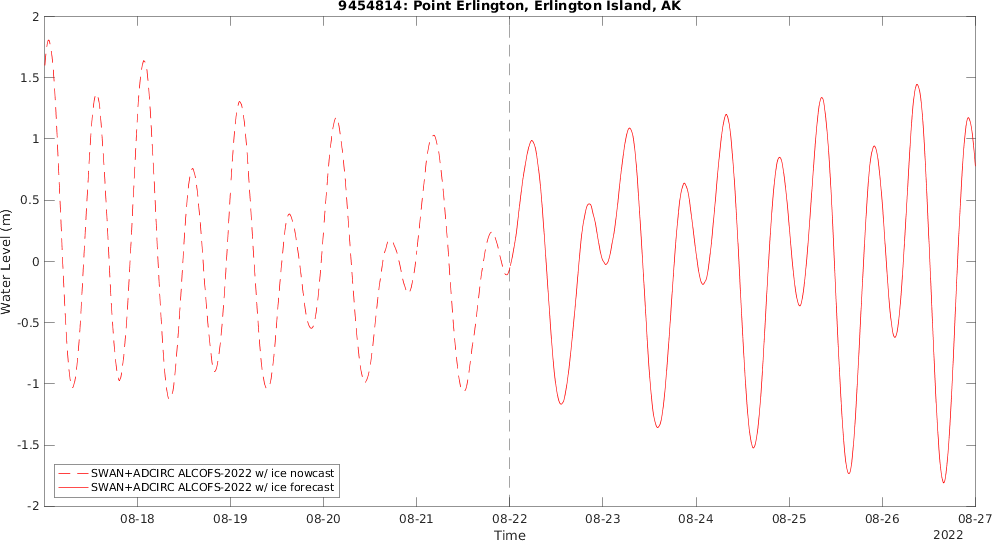 9454814: Point Erlington, Erlington Island, AK
2
1.5
1
0.5
0
-0.5
-1
-1.5
-2
Water Level (m)
SWAN+ADCIRC ALCOFS-2022 w/ ice nowcast
SWAN+ADCIRC ALCOFS-2022 w/ ice forecast
08-18 08-19 08-20 08-21 08-22 08-23 08-24 08-25 08-26 08-27
Time
2022